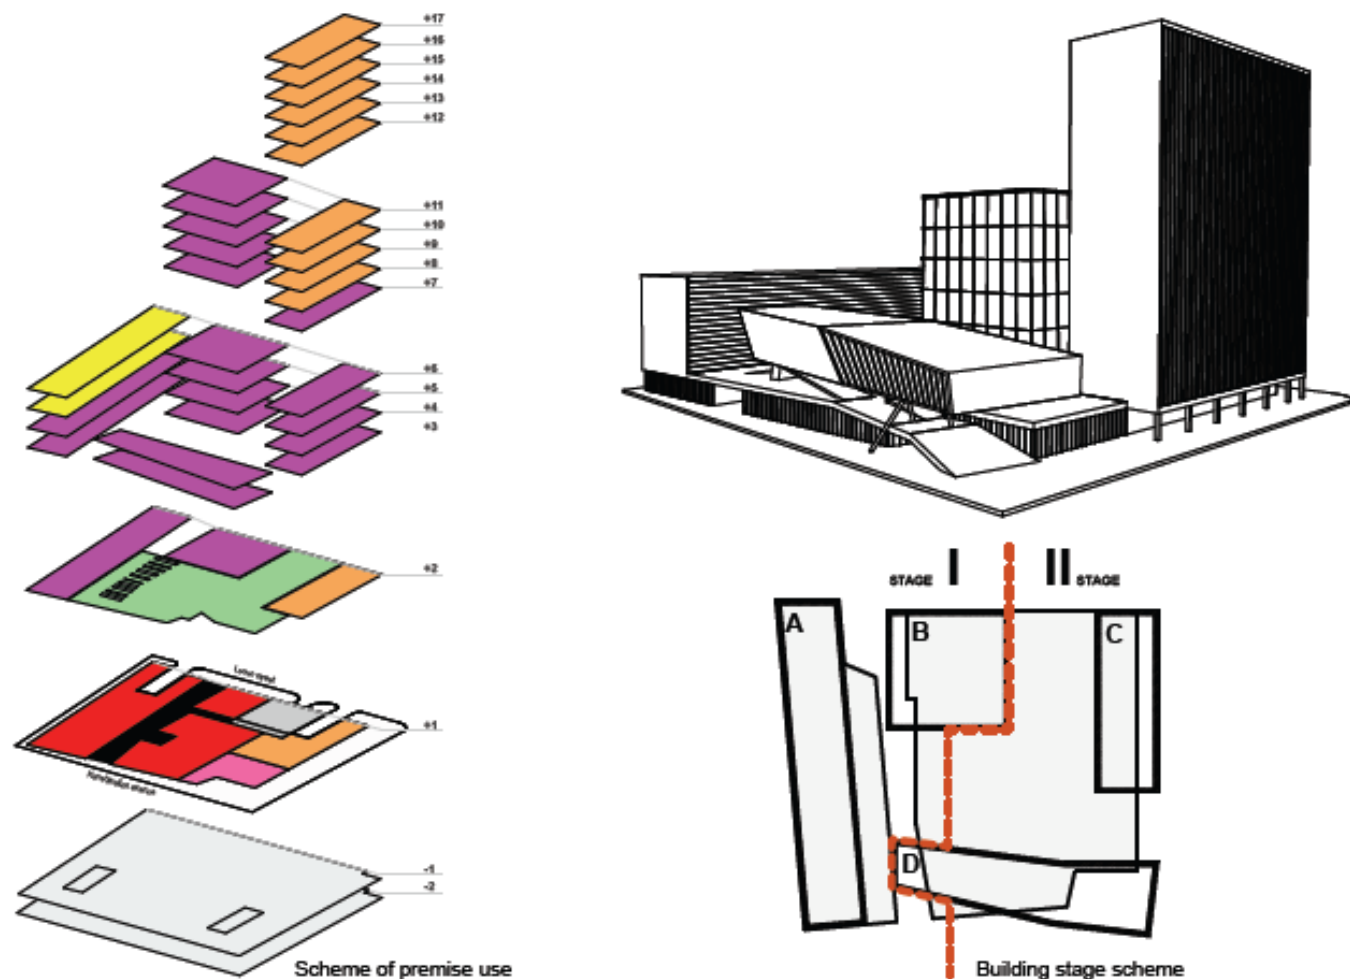 +17
+16
+15
+14
+13
+12
+11
+10
+9
+8
+7
+6
+5
+4
+3
+2
+1
-1
-2
Scheme of premise use
STAGE I
II STAGE
A
B
C
D
Building stage scheme